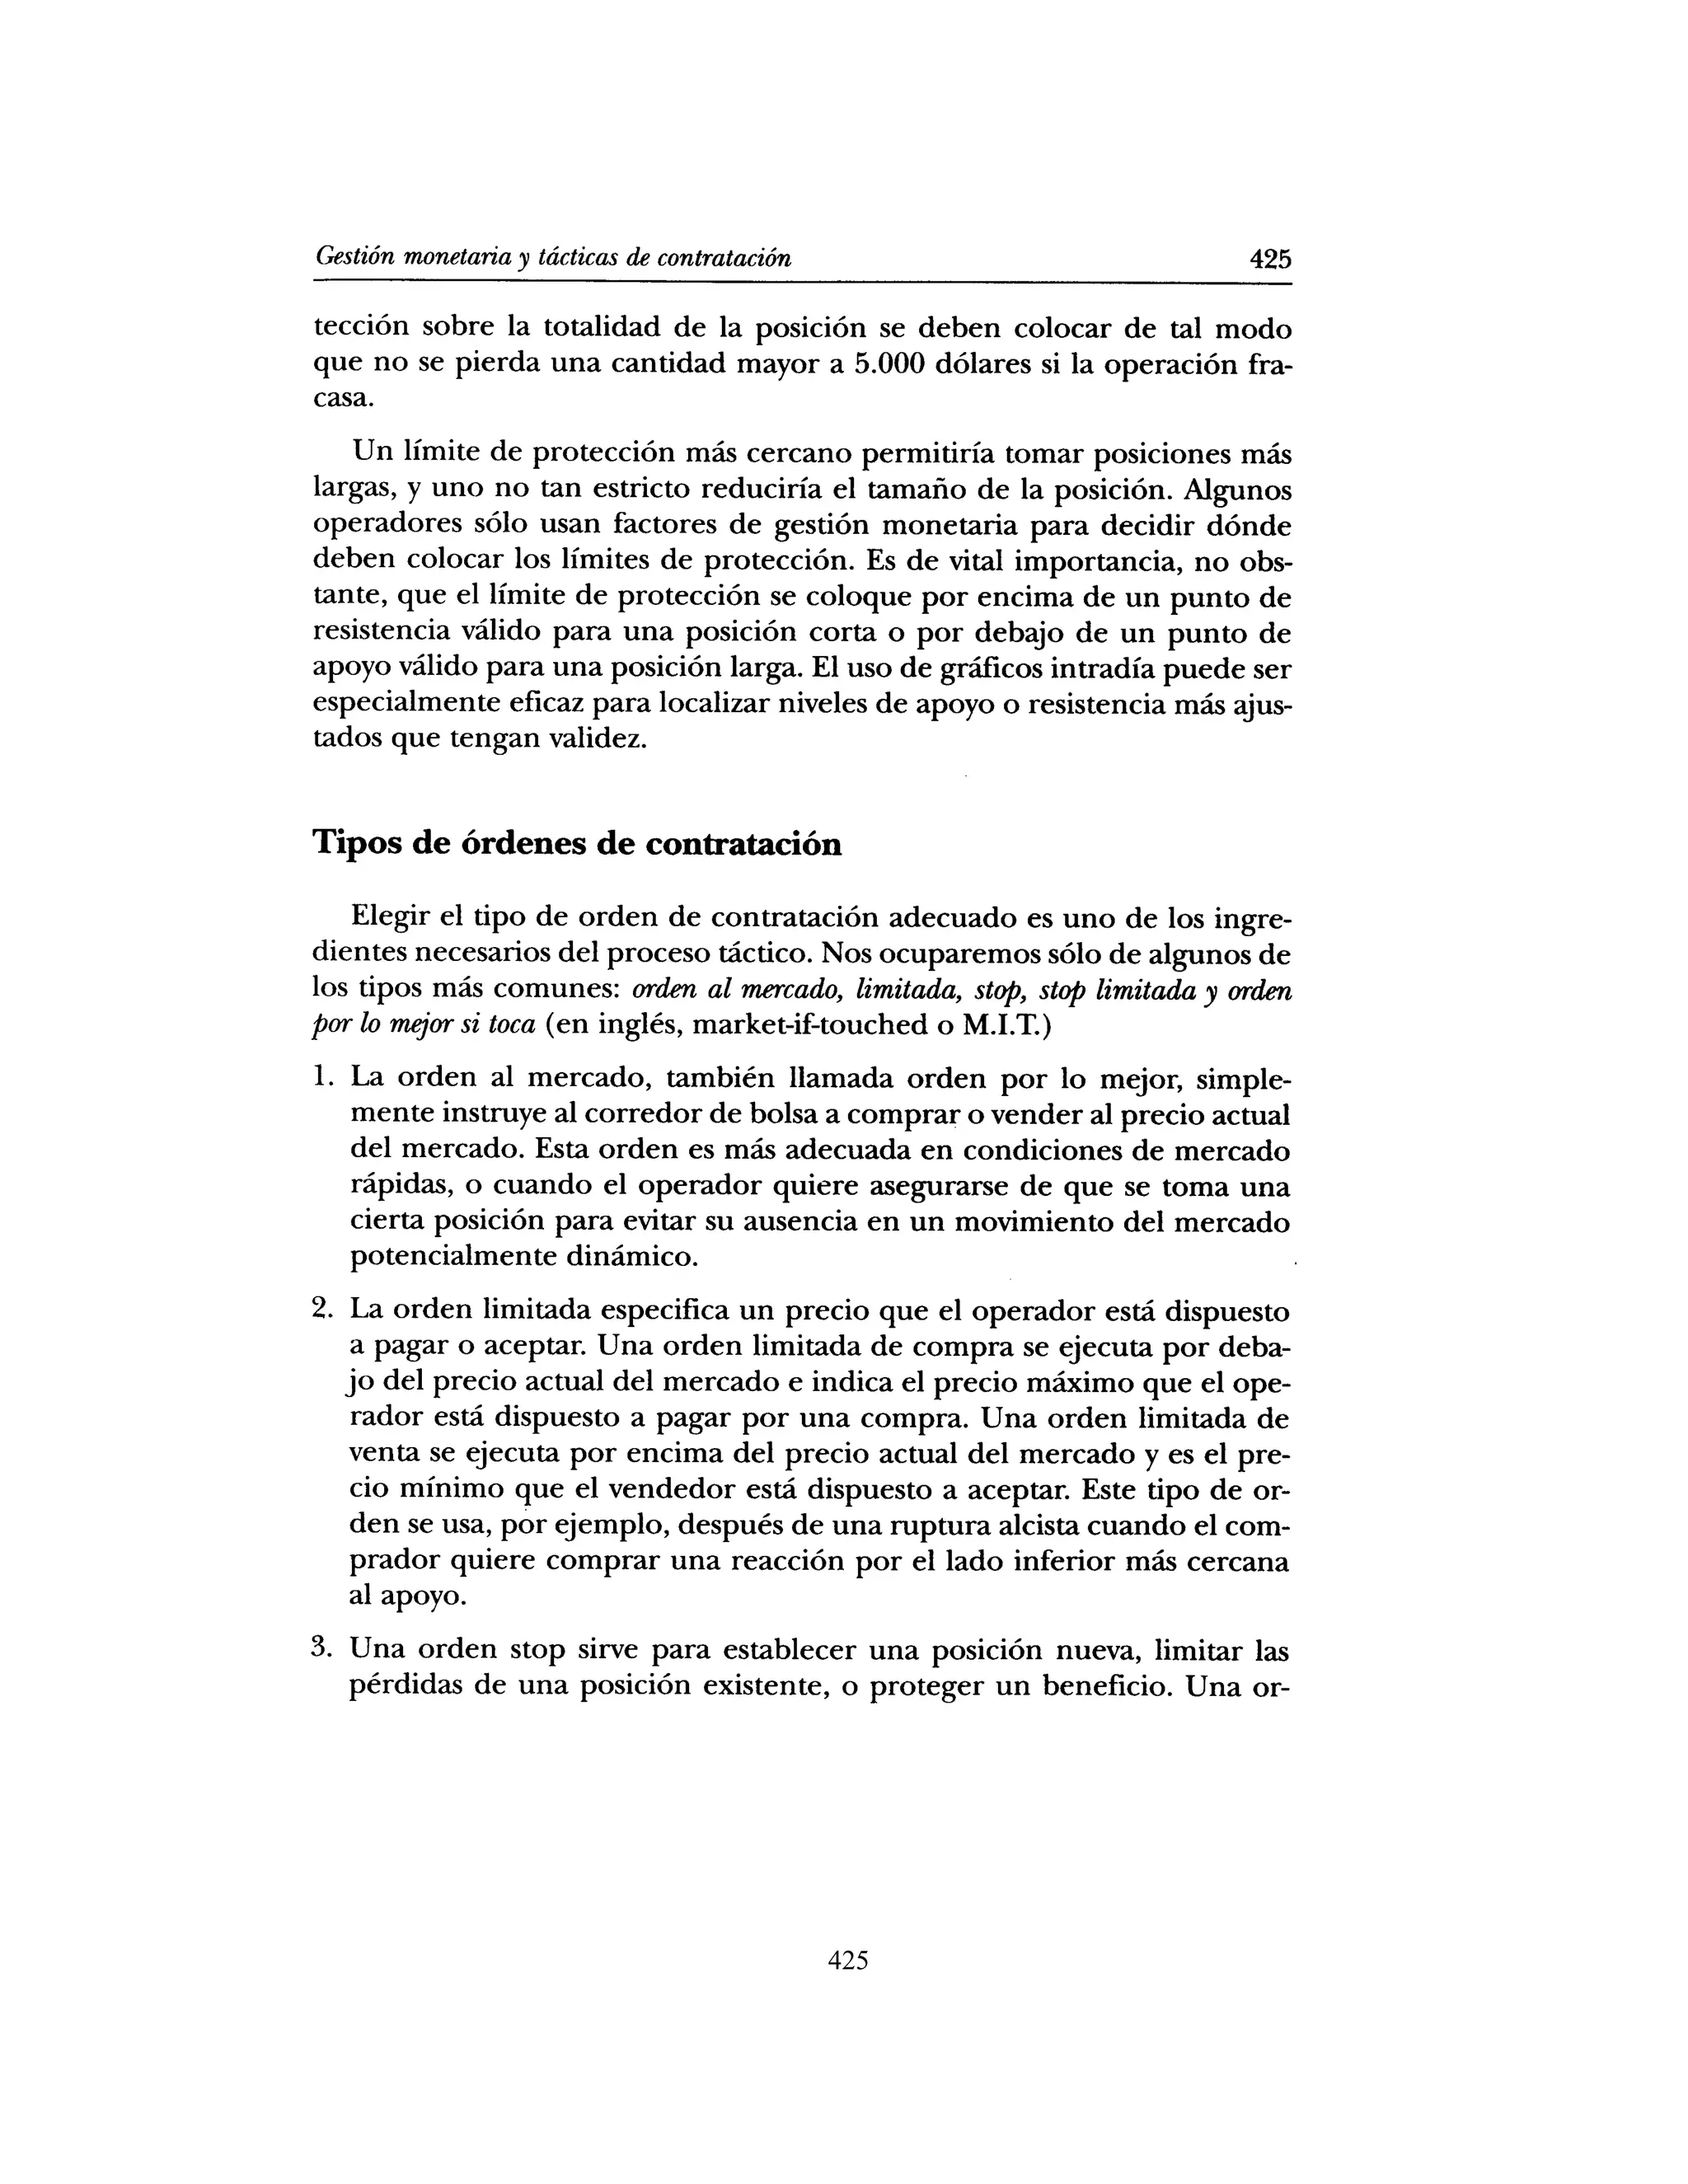 Gestión monetaria y tácticas de contratación 425
tección sobre la totalidad de la posición se deben colocar de tal modo
que no se pierda una cantidad mayor a 5.000 dólares si la operación fra-
casa.
Un límite de protección más cercano permitiría tomar posiciones más
largas, y uno no tan estricto reduciría el tamaño de la posición. Algunos
operadores sólo usan factores de gestión monetaria para decidir dónde
deben colocar los límites de protección. Es de vital importancia, no obs-
tante, que el límite de protección se coloque por encima de un punto de
resistencia válido para una posición corta o por debajo de un punto de
apoyo válido para una posición larga. El uso de gráficos intradía puede ser
especialmente eficaz para localizar niveles de apoyo o resistencia más ajus-
tados que tengan validez.
Tipos de órdenes de contratación
Elegir el tipo de orden de contratación adecuado es uno de los ingre-
dientes necesarios del proceso táctico. Nos ocuparemos sólo de algunos de
los tipos más comunes: orden al mercado, limitada, stop, stop limitada y orden
por lo mejor si toca (en inglés, market-if-touched o M.I.T.)
1. La orden al mercado, también llamada orden por lo mejor, simple-
mente instruye al corredor de bolsa a comprar o vender al precio actual
del mercado. Esta orden es más adecuada en condiciones de mercado
rápidas, o cuando el operador quiere asegurarse de que se toma una
cierta posición para evitar su ausencia en un movimiento del mercado
potencialmente dinámico.
2. La orden limitada especifica un precio que el operador está dispuesto
a pagar o aceptar. Una orden limitada de compra se ejecuta por deba-
jo del precio actual del mercado e indica el precio máximo que el ope-
rador está dispuesto a pagar por una compra. Una orden limitada de
venta se ejecuta por encima del precio actual del mercado y es el pre-
cio mínimo que el vendedor está dispuesto a aceptar. Este tipo de or-
den se usa, por ejemplo, después de una ruptura alcista cuando el com-
prador quiere comprar una reacción por el lado inferior más cercana
al apoyo.
3. Una orden stop sirve para establecer una posición nueva, limitar las
pérdidas de una posición existente, o proteger un beneficio. Una or-
425